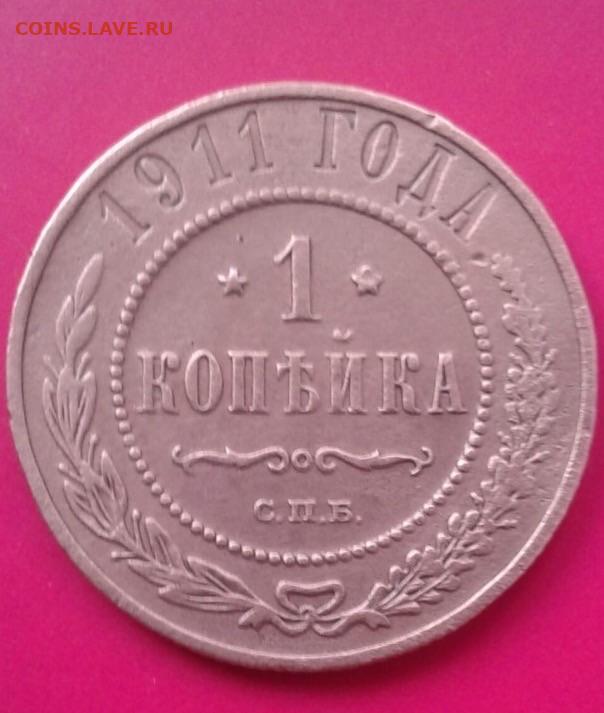 COINS.LAVE.RU
1911 ГОДА
* 1 *
КОПѢЙКА
С.П.Б.